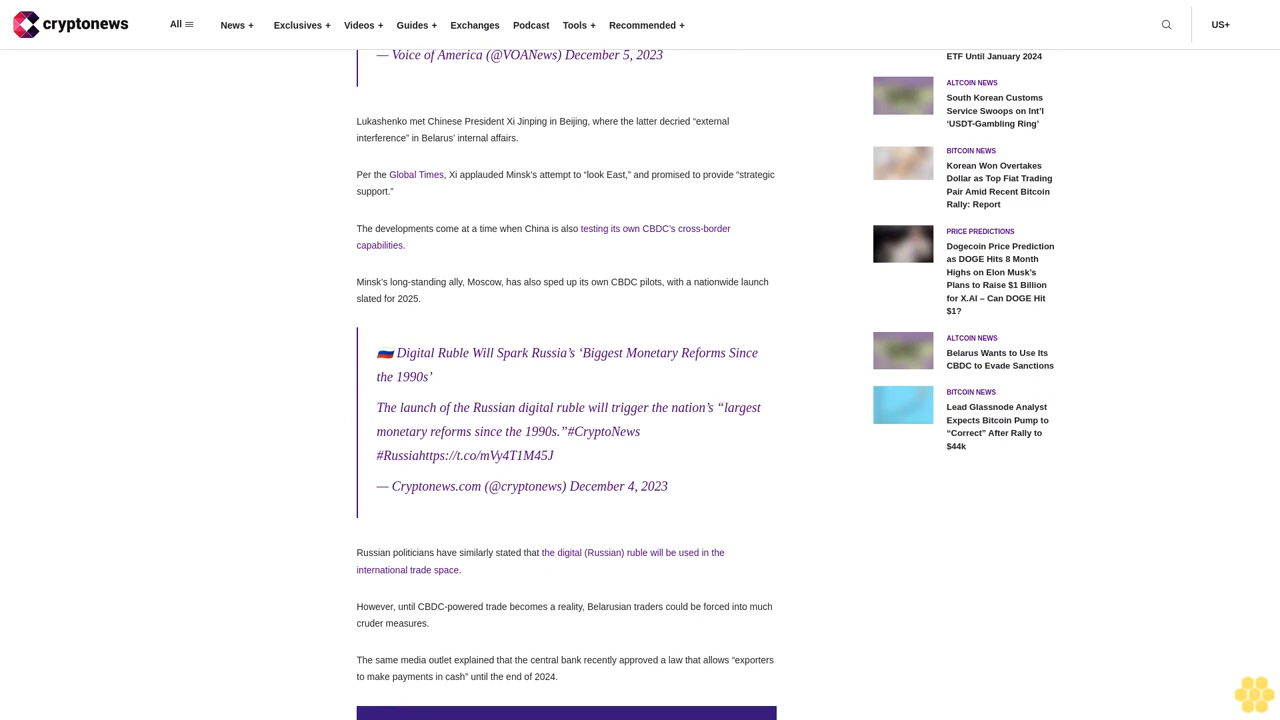 cryptonews
All
News +
Exclusives +
Videos +
Guides +
Exchanges
Podcast
Tools +
Recommended +
US+
— Voice of America (@VOANews) December 5, 2023
Lukashenko met Chinese President Xi Jinping in Beijing, where the latter decried “external
interference” in Belarus’ internal affairs.
Per the Global Times, Xi applauded Minsk’s attempt to “look East,” and promised to provide “strategic
support.”
The developments come at a time when China is also testing its own CBDC’s cross-border
capabilities.
Minsk’s long-standing ally, Moscow, has also sped up its own CBDC pilots, with a nationwide launch
slated for 2025.
🇷🇺 Digital Ruble Will Spark Russia’s ‘Biggest Monetary Reforms Since
the 1990s’
The launch of the Russian digital ruble will trigger the nation’s “largest
monetary reforms since the 1990s.”#CryptoNews
#Russiahttps://t.co/mVy4T1M45J
— Cryptonews.com (@cryptonews) December 4, 2023
Russian politicians have similarly stated that the digital (Russian) ruble will be used in the
international trade space.
However, until CBDC-powered trade becomes a reality, Belarusian traders could be forced into much
cruder measures.
The same media outlet explained that the central bank recently approved a law that allows “exporters
to make payments in cash” until the end of 2024.
ETF Until January 2024
ALTCOIN NEWS
South Korean Customs
Service Swoops on Int’l
‘USDT-Gambling Ring’
BITCOIN NEWS
Korean Won Overtakes
Dollar as Top Fiat Trading
Pair Amid Recent Bitcoin
Rally: Report
PRICE PREDICTIONS
Dogecoin Price Prediction
as DOGE Hits 8 Month
Highs on Elon Musk’s
Plans to Raise $1 Billion
for X.AI – Can DOGE Hit
$1?
ALTCOIN NEWS
Belarus Wants to Use Its
CBDC to Evade Sanctions
BITCOIN NEWS
Lead Glassnode Analyst
Expects Bitcoin Pump to
“Correct” After Rally to
$44k